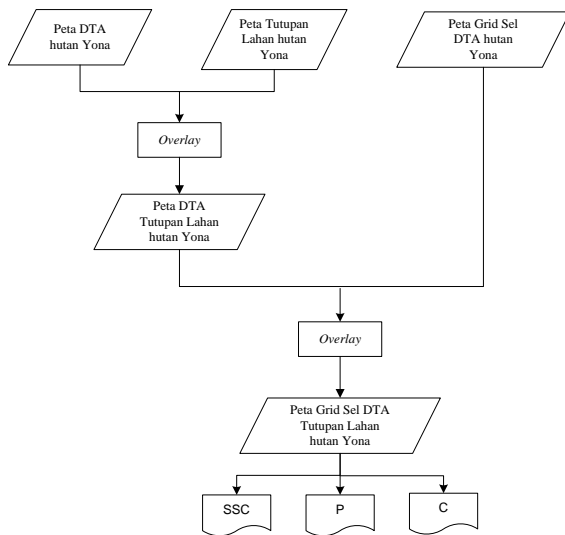 Peta DTA
hutan Yona
Peta Tutupan
Lahan hutan
Yona
Peta Grid Sel
DTA hutan
Yona
Overlay
Peta DTA
Tutupan Lahan
hutan Yona
Overlay
Peta Grid Sel DTA
Tutupan Lahan
hutan Yona
SSC
P
C